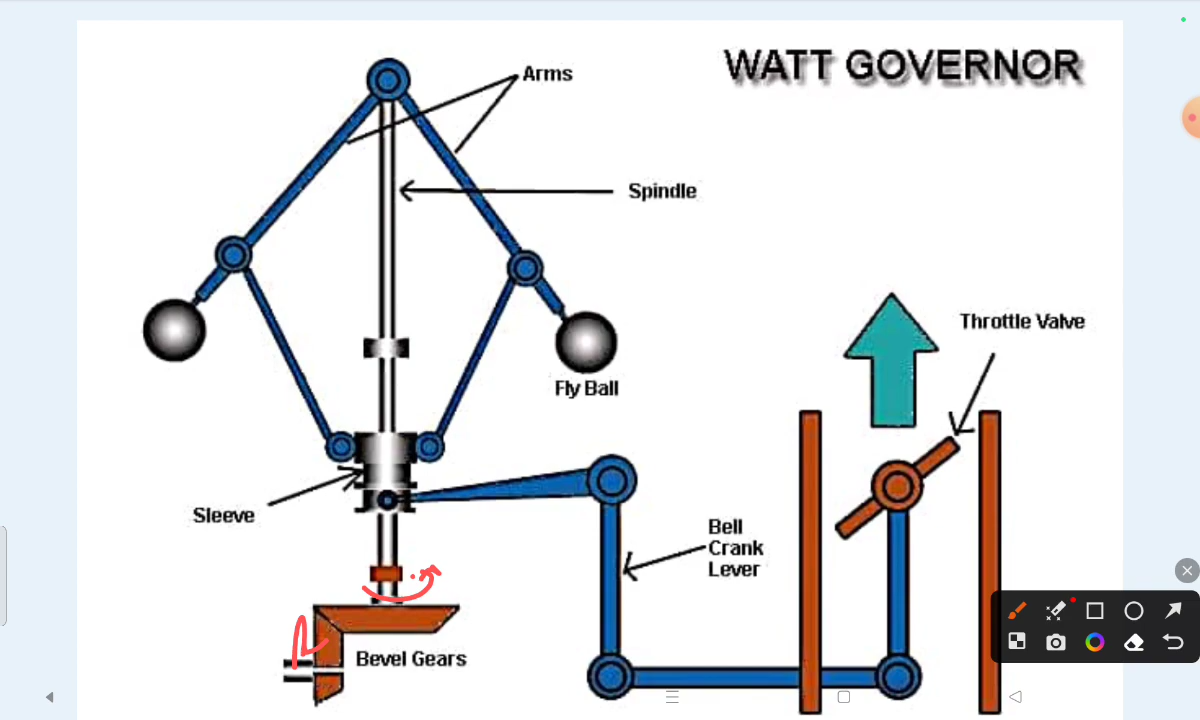 WATT GOVERNOR
Arms
Spindle
Throttle Valve
Fly Ball
Sleeve
Bell
Crank
Lever
Bevel Gears